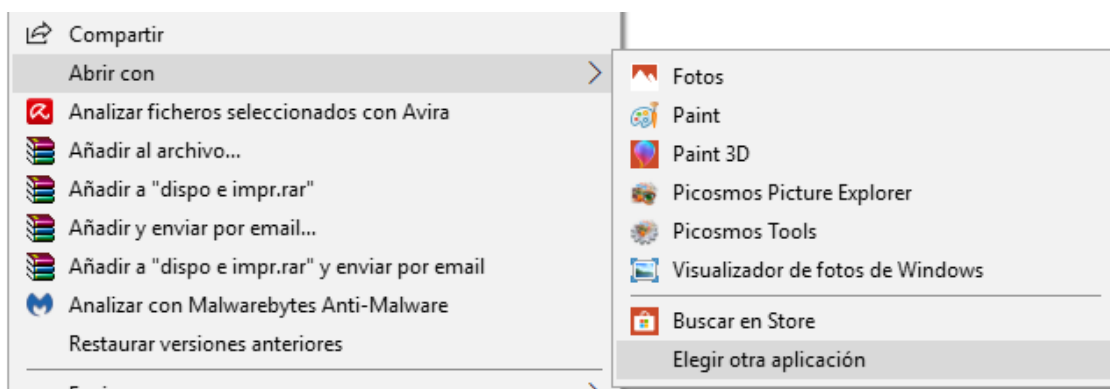 Compartir
Abrir con
Analizar ficheros seleccionados con Avira
Añadir al archivo...
Añadir a "dispo e impr.rar"
Añadir y enviar por email...
Añadir a "dispo e impr.rar" y enviar por email
Analizar con Malwarebytes Anti-Malware
Restaurar versiones anteriores
Fotos
Paint
Paint 3D
Picosmos Picture Explorer
Picosmos Tools
Visualizador de fotos de Windows
Buscar en Store
Elegir otra aplicación